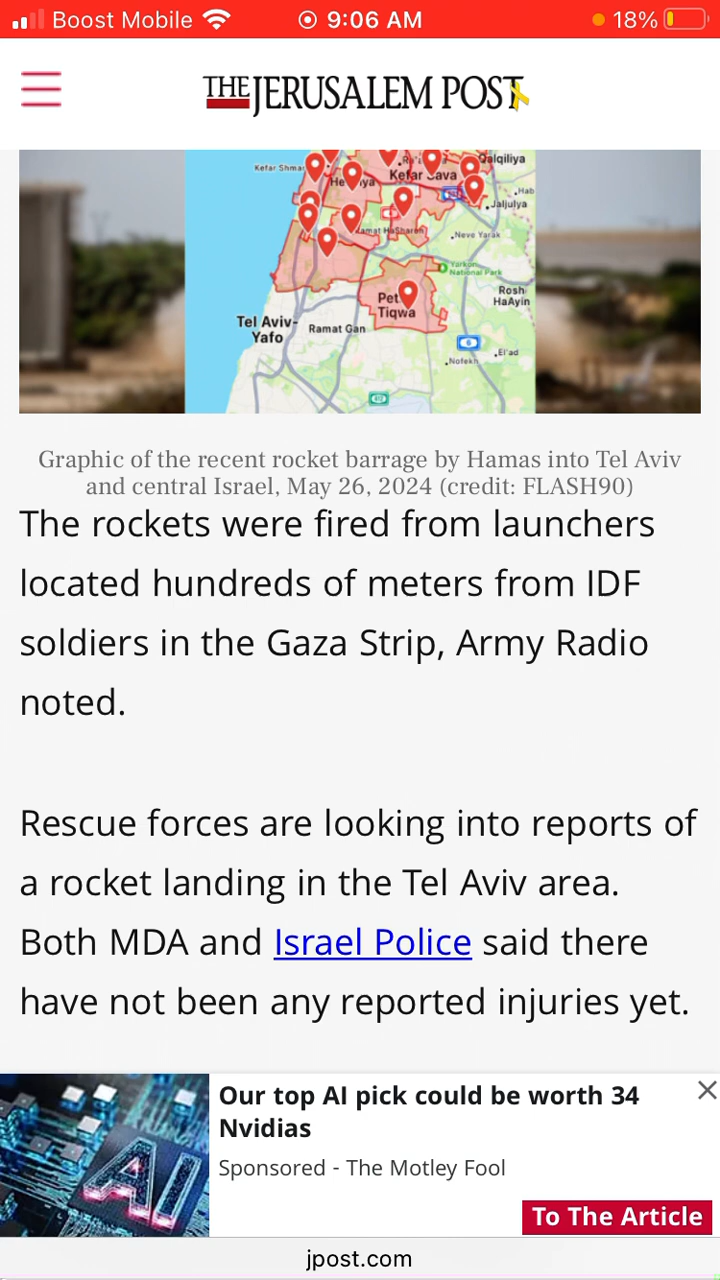 Boost Mobile 9:06 AM 18%
THE JERUSALEM POST
Kefar Shmar
Qalqiliya
Kefar Sava
Hab
Jaljulya
Ramat HaSharon
Neve Yarak
Yarkon
National Park
Rosh
HaAyin
Tiqwa
Tel Aviv-
Yafo
Ramat Gan
El'ad
Graphic of the recent rocket barrage by Hamas into Tel Aviv
and central Israel, May 26, 2024 (credit: FLASH90)
The rockets were fired from launchers
located hundreds of meters from IDF
soldiers in the Gaza Strip, Army Radio
noted.
Rescue forces are looking into reports of
a rocket landing in the Tel Aviv area.
Both MDA and Israel Police said there
have not been any reported injuries yet.
Our top AI pick could be worth 34
Nvidias
Sponsored - The Motley Fool
To The Article
AI
jpost.com